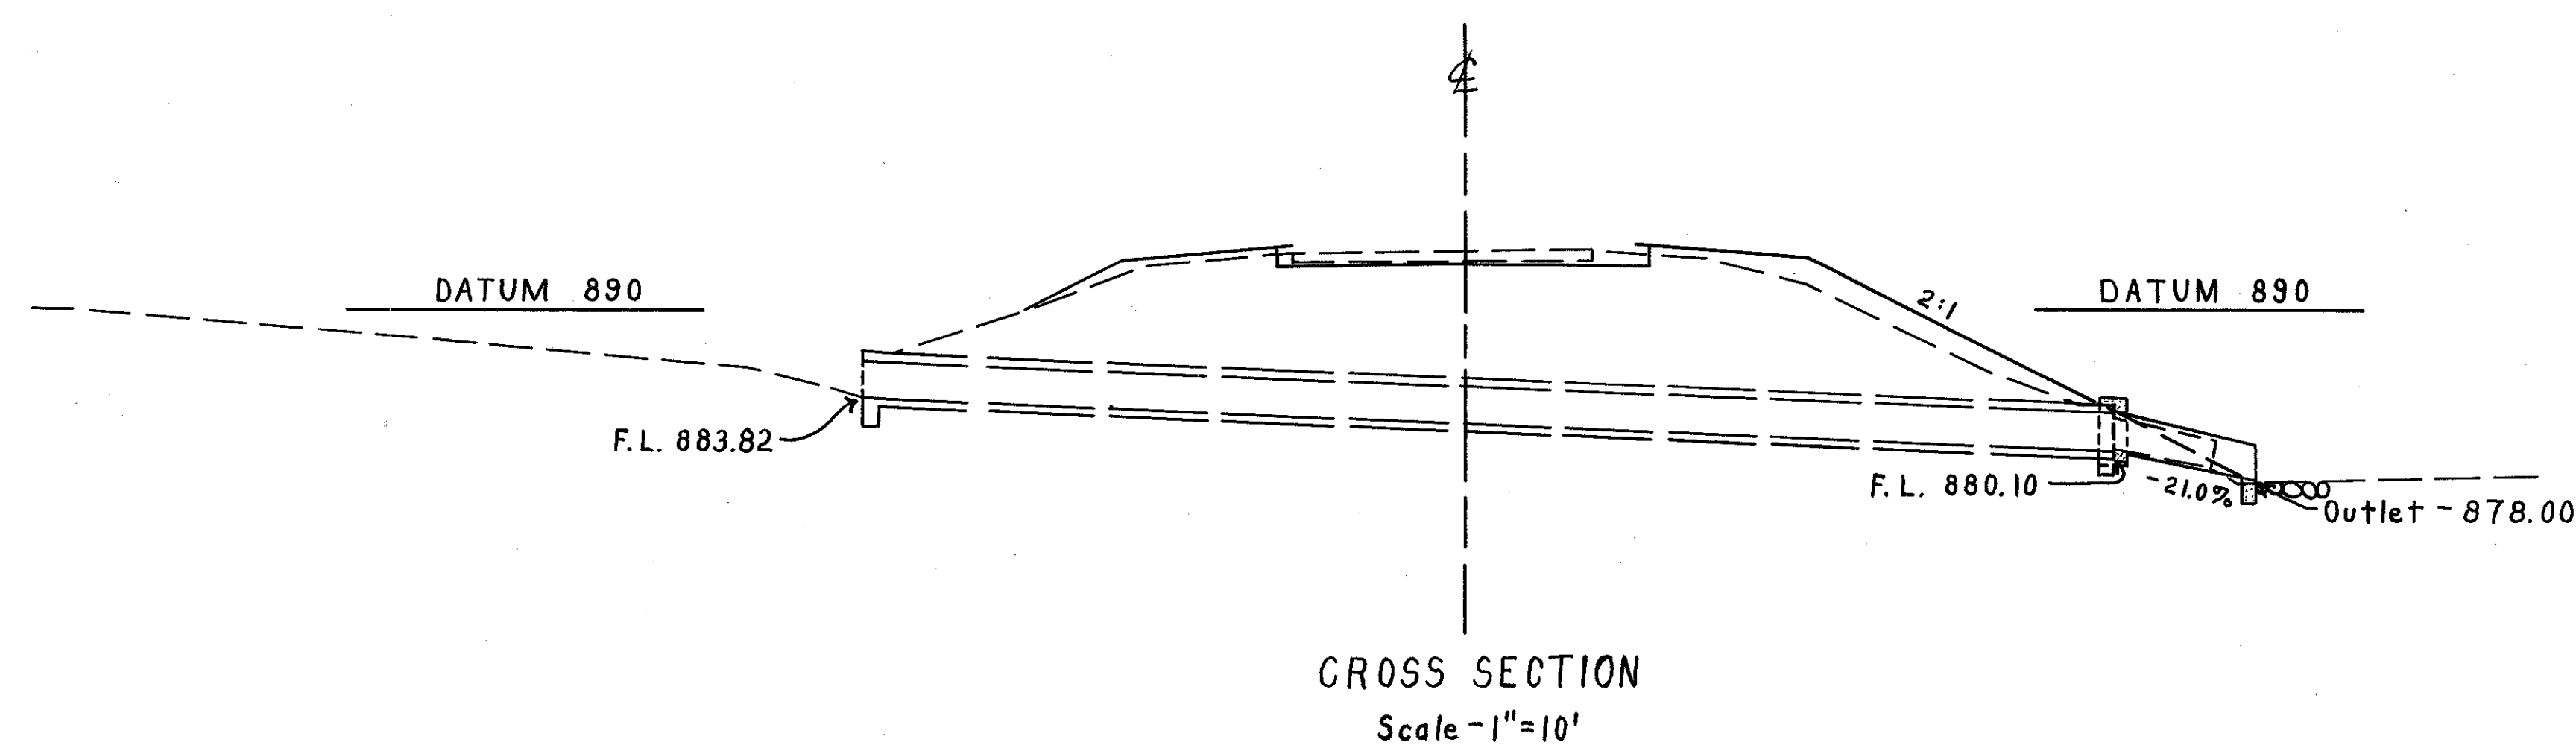 ℄
DATUM 890
DATUM 890
2:1
F.L. 883.82
F.L. 880.10
-21.0%
Outlet - 878.00
CROSS SECTION
Scale - 1" = 10'